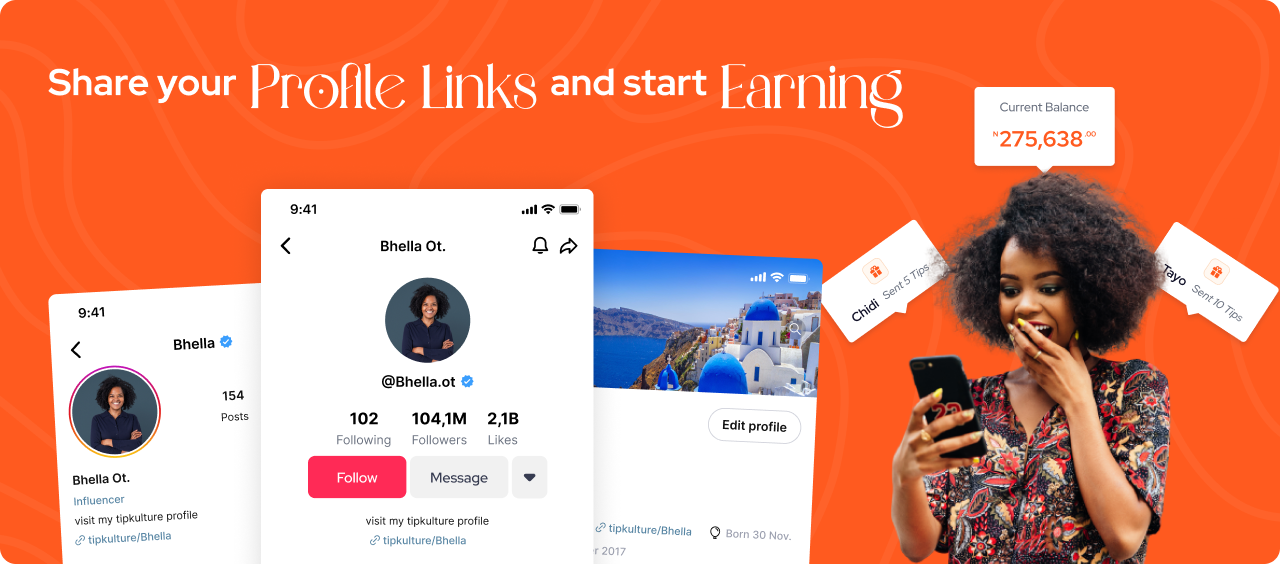 Share your Profile Links and start Earning
Current Balance
N275,638.00
Chidi Sent 5 Tips
Tayo Sent 10 Tips
9:41
Bhella
154
Posts
Bhella Ot.
Influencer
visit my tipkulture profile
tipkulture/Bhella
9:41
Bhella Ot.
@Bhella.ot
102 104,1M 2,1B
Following Followers Likes
Follow Message
visit my tipkulture profile
tipkulture/Bhella
Edit profile
tipkulture/Bhella Born 30 Nov.
2017